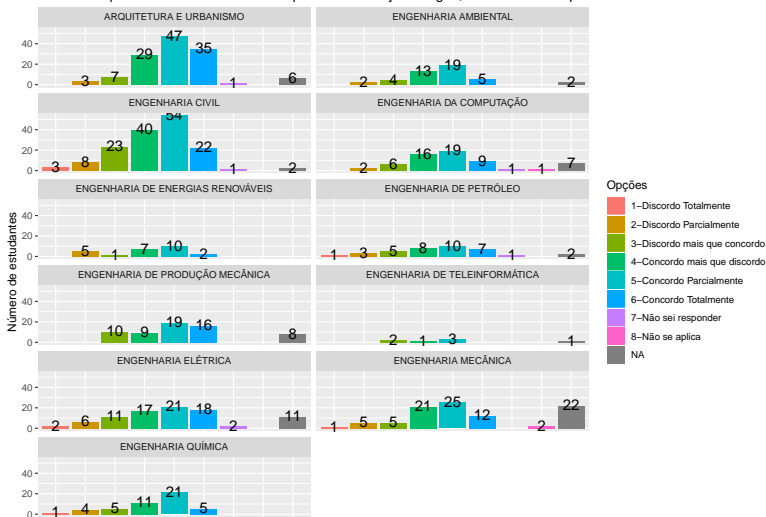 ARQUITETURA E URBANISMO
ENGENHARIA AMBIENTAL
40
20
0
3 7 29 47 35 1 6
2 4 13 19 5 2
ENGENHARIA CIVIL
ENGENHARIA DA COMPUTAÇÃO
40
20
0
3 8 23 40 54 22 1 2
2 6 16 19 9 1 1 7
ENGENHARIA DE ENERGIAS RENOVÁVEIS
ENGENHARIA DE PETRÓLEO
40
20
0
5 1 7 10 2
1 3 5 8 10 7 1 2
ENGENHARIA DE PRODUÇÃO MECÂNICA
ENGENHARIA DE TELEINFORMÁTICA
40
20
0
10 9 19 16 8
2 1 3 1
ENGENHARIA ELÉTRICA
ENGENHARIA MECÂNICA
40
20
0
2 6 11 17 21 18 2 11
1 5 5 21 25 12 2 22
ENGENHARIA QUÍMICA
40
20
0
1 4 5 11 21 5
Número de estudantes
Opções
1–Discordo Totalmente
2–Discordo Parcialmente
3–Discordo mais que concordo
4–Concordo mais que discordo
5–Concordo Parcialmente
6–Concordo Totalmente
7–Não sei responder
8–Não se aplica
NA